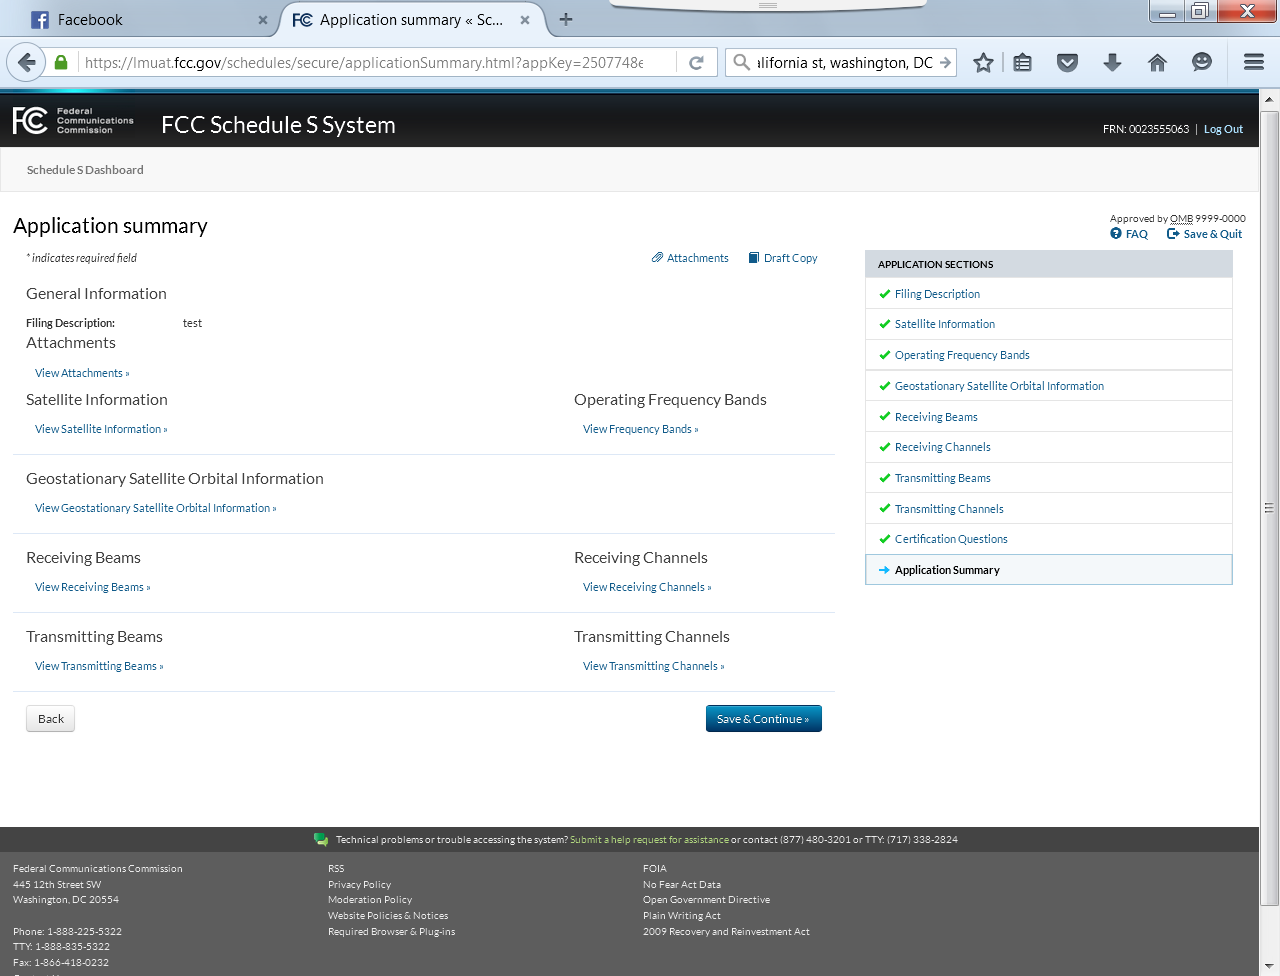 Facebook
Application summary « Sc...
https://lmuat.fcc.gov/schedules/secure/applicationSummary.html?appKey=2507748e
alifornia st, washington, DC
FC Federal Communications Commission
FCC Schedule S System
FRN: 0023555063 | Log Out
Schedule S Dashboard
Application summary
Approved by OMB 9999-0000
FAQ Save & Quit
* indicates required field
Attachments Draft Copy
General Information
Filing Description: test
Attachments
View Attachments »
Satellite Information Operating Frequency Bands
View Satellite Information » View Frequency Bands »
Geostationary Satellite Orbital Information
View Geostationary Satellite Orbital Information »
Receiving Beams Receiving Channels
View Receiving Beams » View Receiving Channels »
Transmitting Beams Transmitting Channels
View Transmitting Beams » View Transmitting Channels »
Back Save & Continue »
APPLICATION SECTIONS
Filing Description
Satellite Information
Operating Frequency Bands
Geostationary Satellite Orbital Information
Receiving Beams
Receiving Channels
Transmitting Beams
Transmitting Channels
Certification Questions
Application Summary
Technical problems or trouble accessing the system? Submit a help request for assistance or contact (877) 480-3201 or TTY: (717) 338-2824
Federal Communications Commission
445 12th Street SW
Washington, DC 20554
Phone: 1-888-225-5322
TTY: 1-888-835-5322
Fax: 1-866-418-0232
RSS
Privacy Policy
Moderation Policy
Website Policies & Notices
Required Browser & Plug-ins
FOIA
No Fear Act Data
Open Government Directive
Plain Writing Act
2009 Recovery and Reinvestment Act